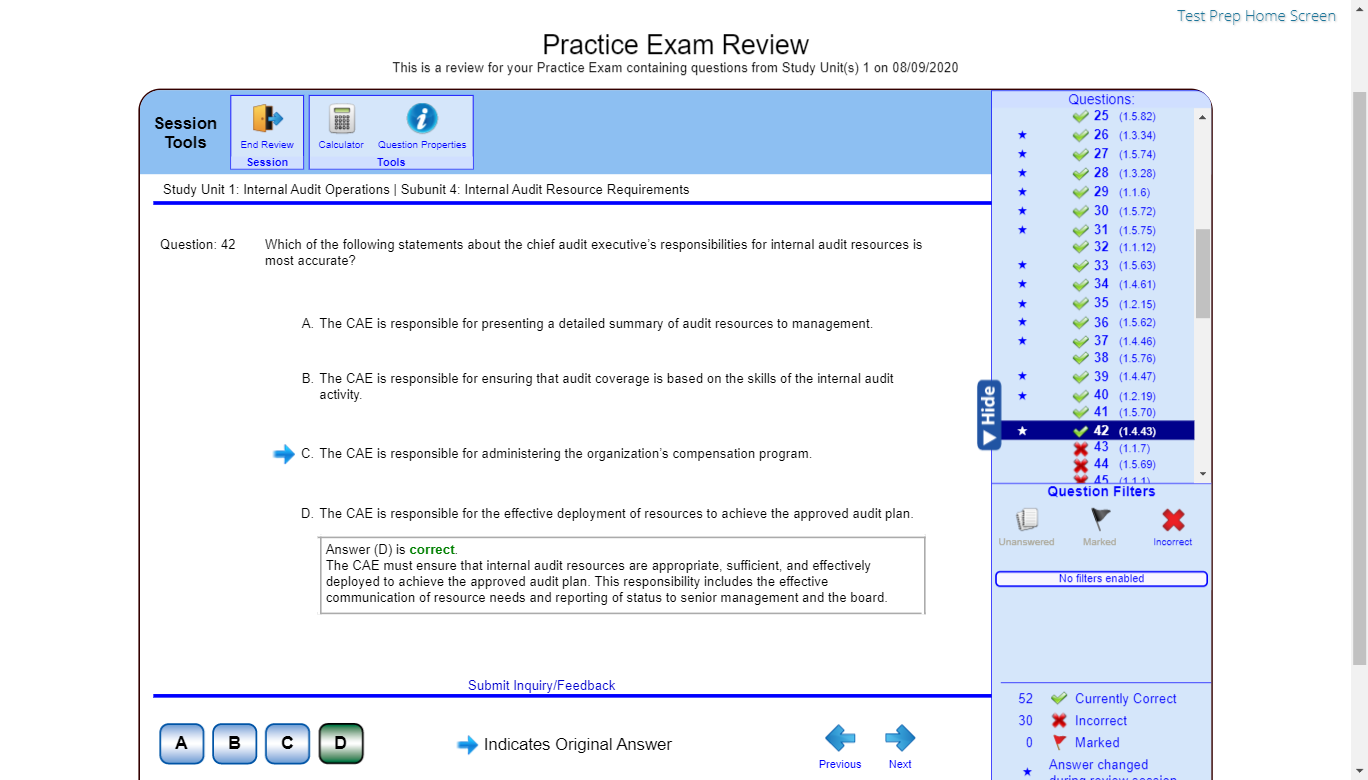 Test Prep Home Screen
Practice Exam Review
This is a review for your Practice Exam containing questions from Study Unit(s) 1 on 08/09/2020
Session Tools
End Review
Session
Calculator
Question Properties
Tools
Study Unit 1: Internal Audit Operations | Subunit 4: Internal Audit Resource Requirements
Question: 42 Which of the following statements about the chief audit executive's responsibilities for internal audit resources is
most accurate?
A. The CAE is responsible for presenting a detailed summary of audit resources to management.
B. The CAE is responsible for ensuring that audit coverage is based on the skills of the internal audit
activity.
C. The CAE is responsible for administering the organization's compensation program.
D. The CAE is responsible for the effective deployment of resources to achieve the approved audit plan.
Answer (D) is correct.
The CAE must ensure that internal audit resources are appropriate, sufficient, and effectively
deployed to achieve the approved audit plan. This responsibility includes the effective
communication of resource needs and reporting of status to senior management and the board.
Submit Inquiry/Feedback
A B C D
Indicates Original Answer
Previous
Next
Questions:
25 (1.5.82)
★ 26 (1.3.34)
★ 27 (1.5.74)
★ 28 (1.3.28)
★ 29 (1.1.6)
★ 30 (1.5.72)
★ 31 (1.5.75)
32 (1.1.12)
★ 33 (1.5.63)
★ 34 (1.4.61)
★ 35 (1.2.15)
★ 36 (1.5.62)
★ 37 (1.4.46)
38 (1.5.76)
★ 39 (1.4.47)
★ 40 (1.2.19)
41 (1.5.70)
★ 42 (1.4.43)
43 (1.1.7)
44 (1.5.69)
45 (1.1.1)
Hide
Question Filters
Unanswered
Marked
Incorrect
No filters enabled
52 Currently Correct
30 Incorrect
0 Marked
★ Answer changed
during review session